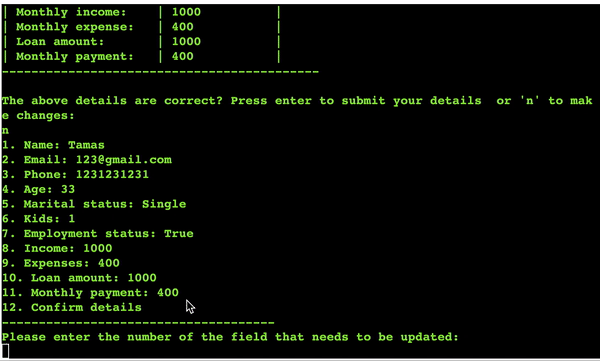 | Monthly income:    | 1000          |
| Monthly expense:   | 400           |
| Loan amount:       | 1000          |
| Monthly payment:   | 400           |
-------------------------------------------
The above details are correct? Press enter to submit your details  or 'n' to mak
e changes:
n
1. Name: Tamas
2. Email: 123@gmail.com
3. Phone: 1231231231
4. Age: 33
5. Marital status: Single
6. Kids: 1
7. Employment status: True
8. Income: 1000
9. Expenses: 400
10. Loan amount: 1000
11. Monthly payment: 400
12. Confirm details
-------------------------------------
Please enter the number of the field that needs to be updated: